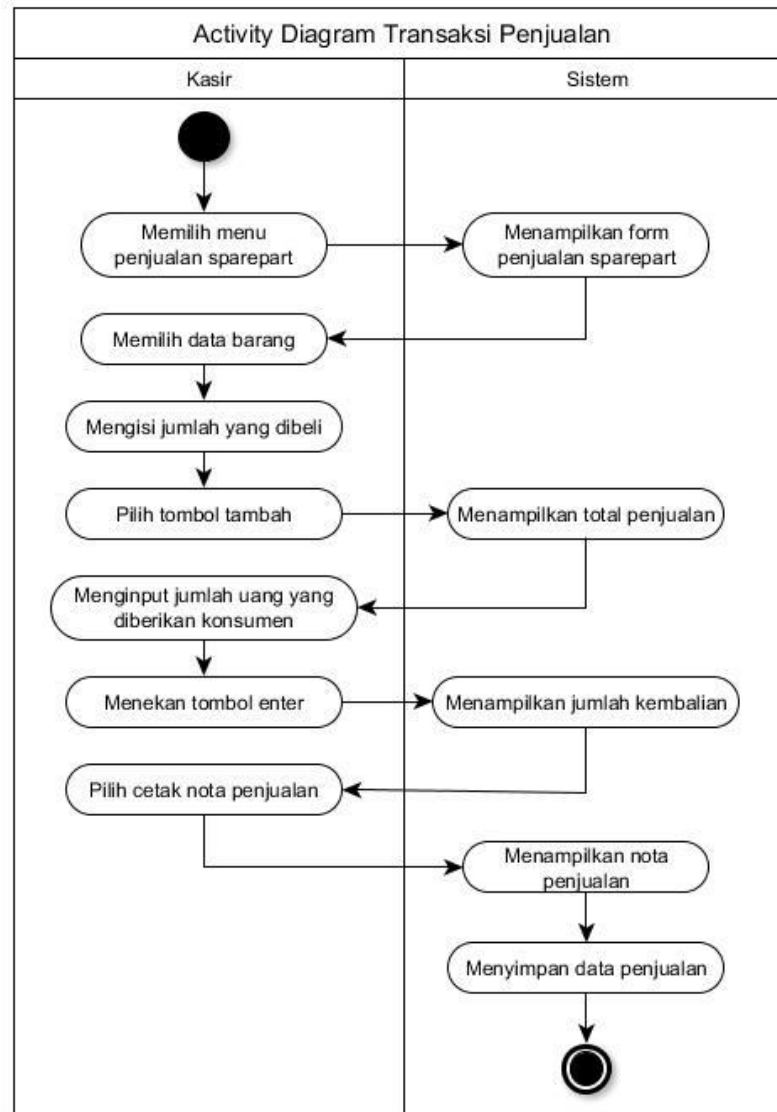 Activity Diagram Transaksi Penjualan
Kasir
Sistem
Memilih menu
penjualan sparepart
Menampilkan form
penjualan sparepart
Memilih data barang
Mengisi jumlah yang dibeli
Pilih tombol tambah
Menampilkan total penjualan
Menginput jumlah uang yang
diberikan konsumen
Menekan tombol enter
Menampilkan jumlah kembalian
Pilih cetak nota penjualan
Menampilkan nota
penjualan
Menyimpan data penjualan